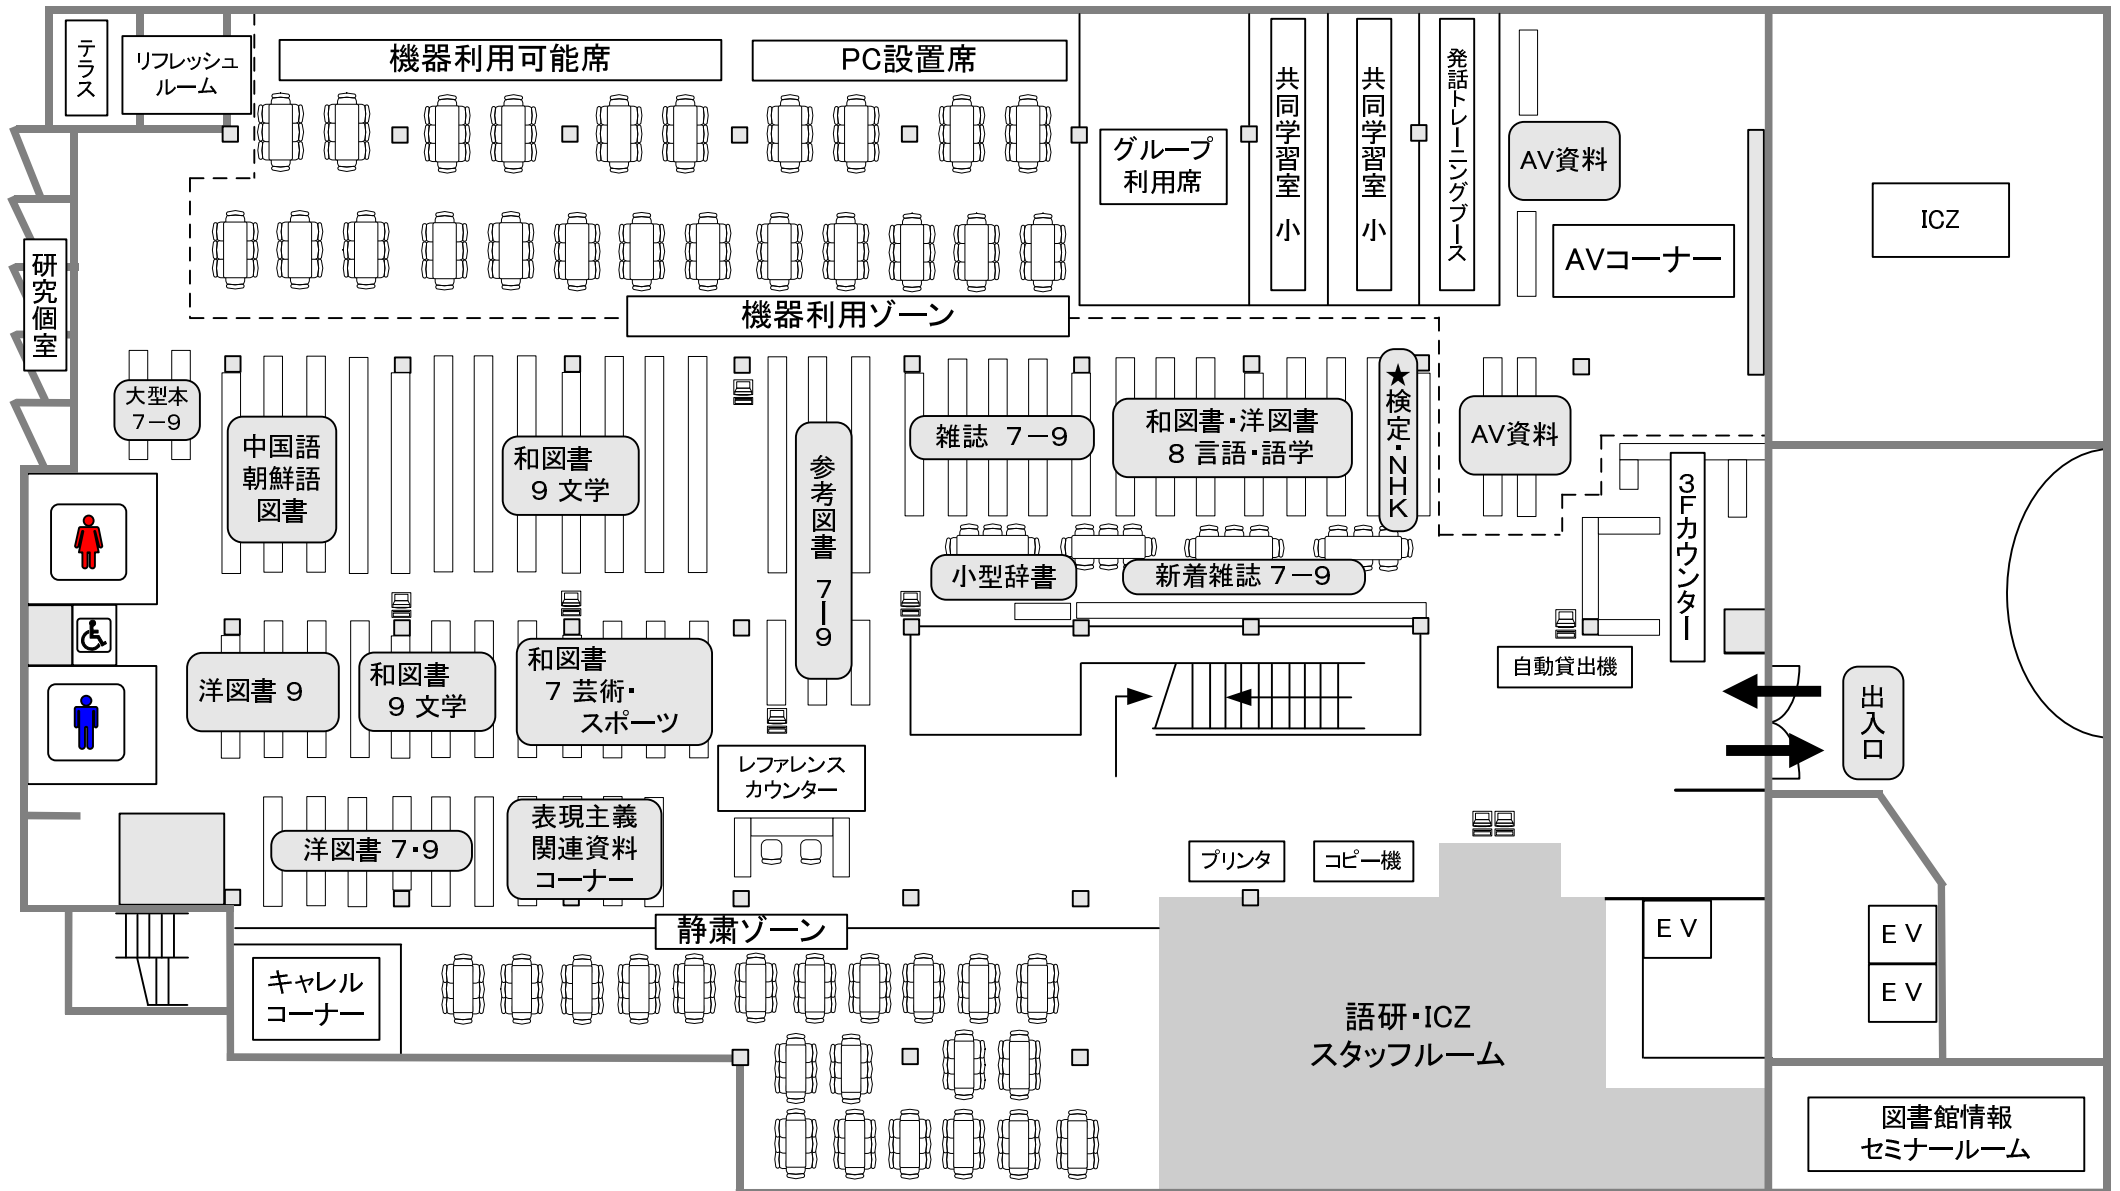 テラス
リフレッシュ
ルーム
機器利用可能席
PC設置席
グループ
利用席
共同学習室 小
共同学習室 小
発話トレーニングブース
AV資料
AVコーナー
ICZ
研究個室
機器利用ゾーン
大型本
7－9
中国語
朝鮮語
図書
和図書
9 文学
参考図書 7－9
雑誌 7－9
和図書・洋図書
8 言語・語学
★検定・NHK
AV資料
3Fカウンター
小型辞書
新着雑誌 7－9
洋図書 9
和図書
9 文学
和図書
7 芸術・
スポーツ
自動貸出機
出入口
レファレンス
カウンター
洋図書 7・9
表現主義
関連資料
コーナー
プリンタ
コピー機
静粛ゾーン
キャレル
コーナー
EV
EV
EV
語研・ICZ
スタッフルーム
図書館情報
セミナールーム